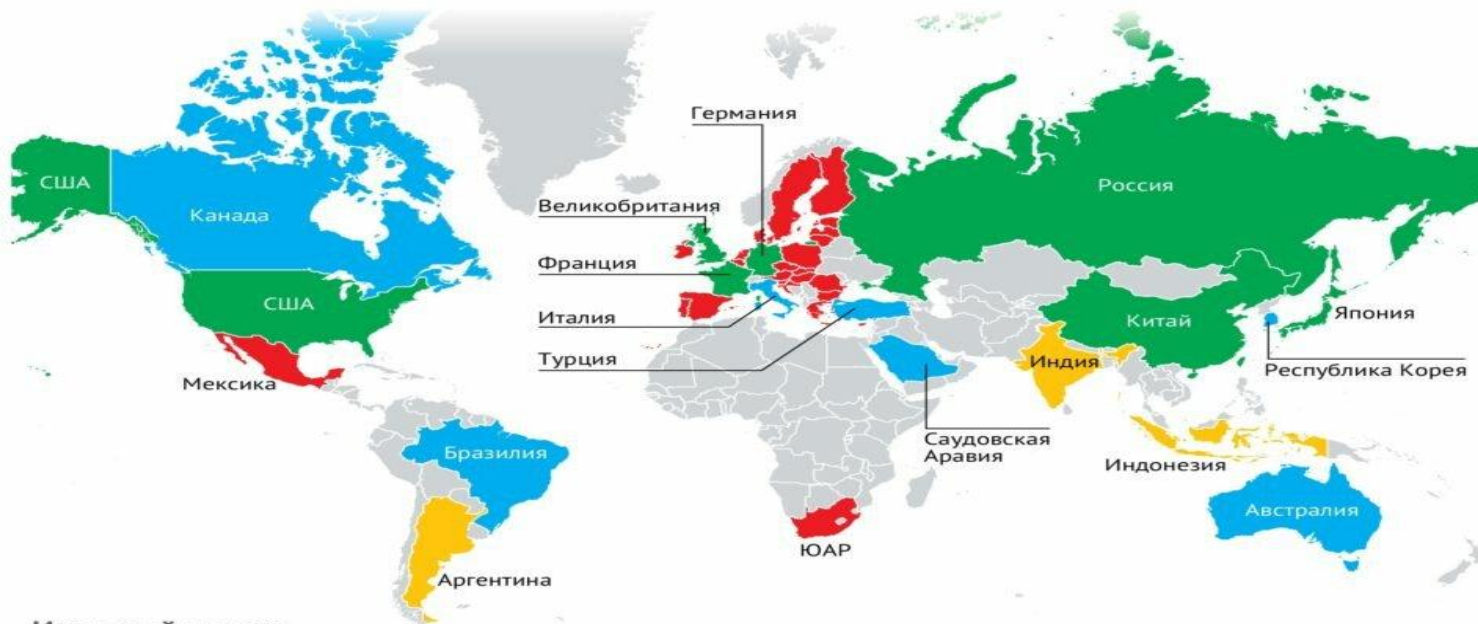 Германия
США
Россия
Канада
Великобритания
Франция
США
Италия
Китай
Япония
Турция
Индия
Республика Корея
Мексика
Саудовская
Аравия
Бразилия
Индонезия
Австралия
ЮАР
Аргентина